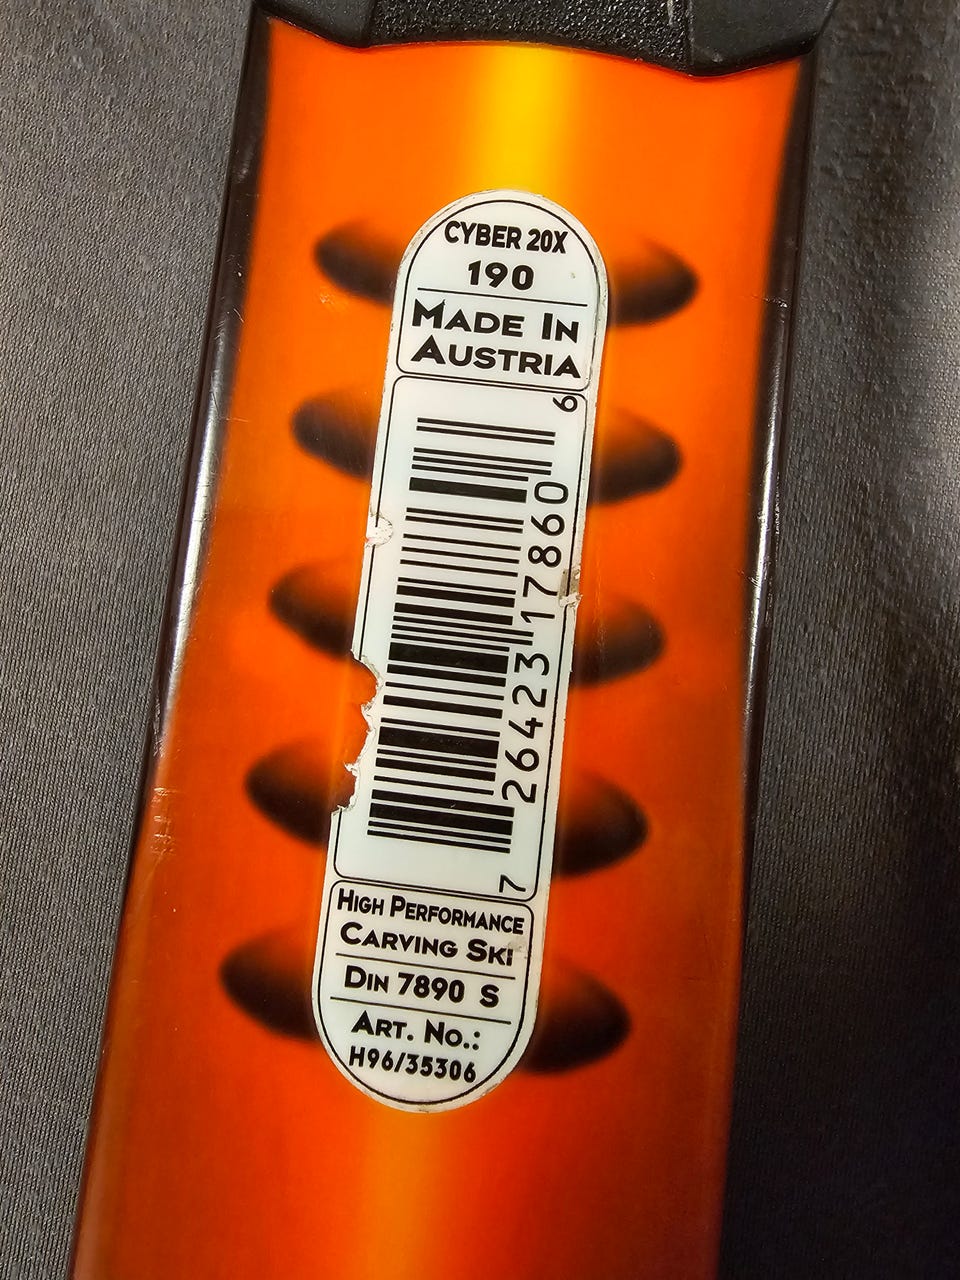 CYBER 20X
190
MADE IN
AUSTRIA
7 26423 17860 6
HIGH PERFORMANCE
CARVING SKI
DIN 7890 S
ART. NO.:
H96/35306